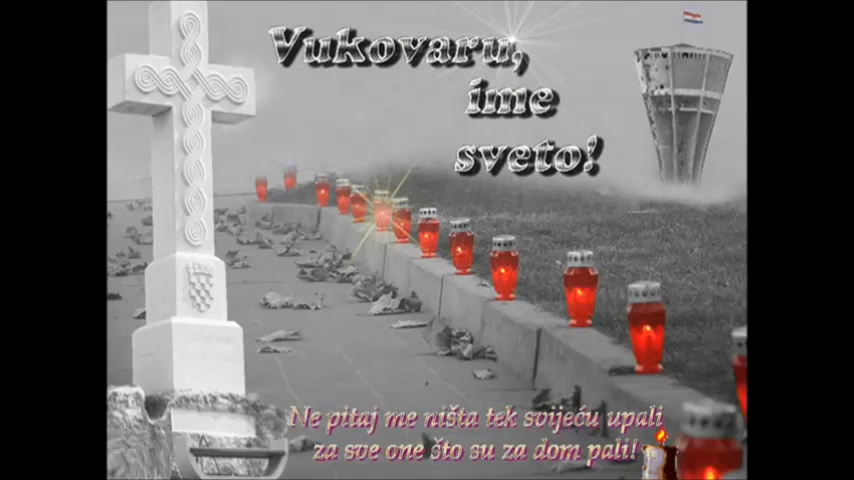 Vukovaru,
ime
sveto!
Ne pitaj me ništa tek svijeću upali
za sve one što su za dom pali!